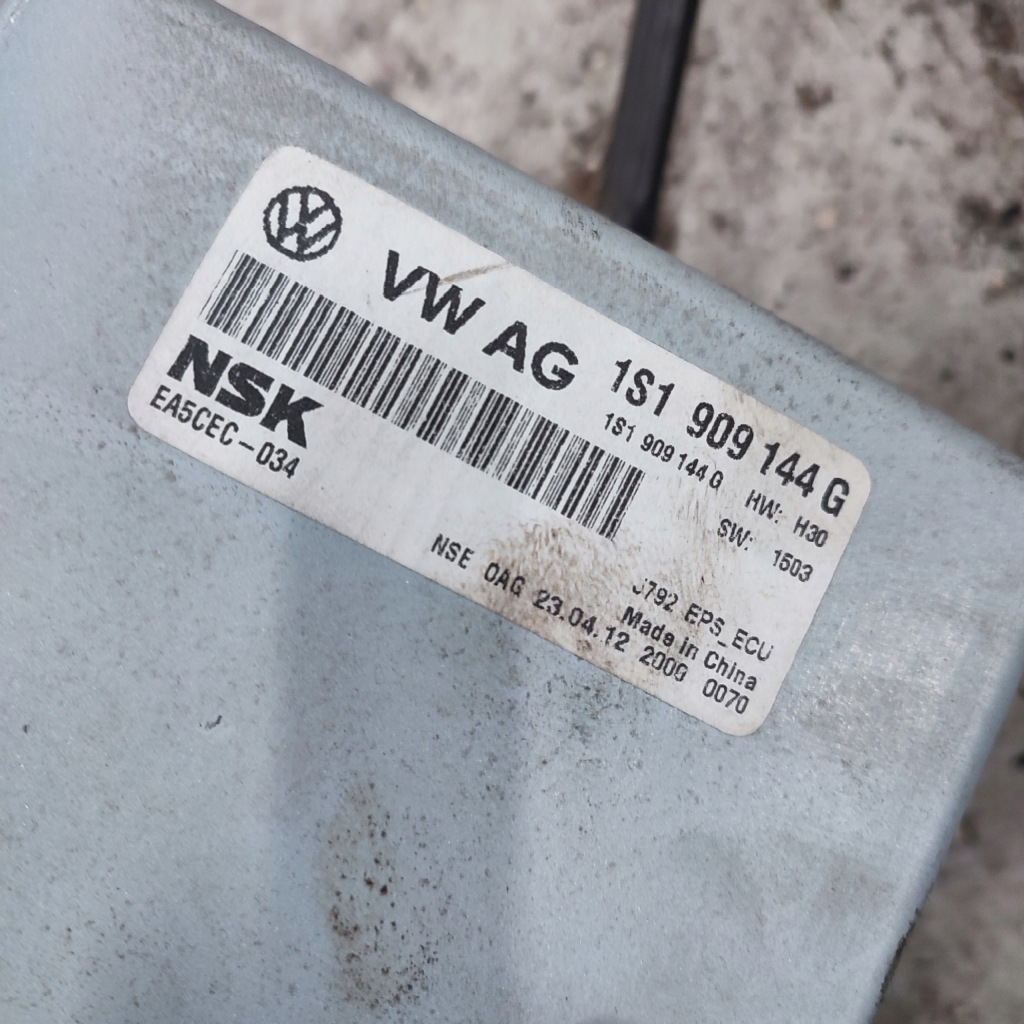 VW AG
1S1 909 144 G
1S1 909 144 G
HW: H30
SW: 1503
NSK
EA5CEC-034
J792 EPS_ECU
Made in China
NSE 0AG 23.04.12 2000 0070